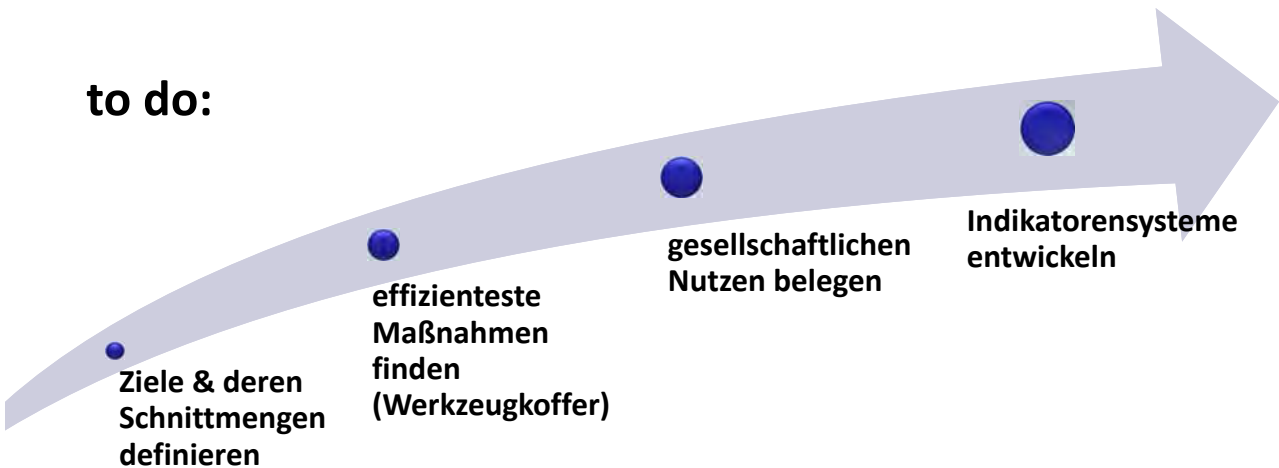 to do:
Ziele & deren
Schnittmengen
definieren
effizienteste
Maßnahmen
finden
(Werkzeugkoffer)
gesellschaftlichen
Nutzen belegen
Indikatorensysteme
entwickeln